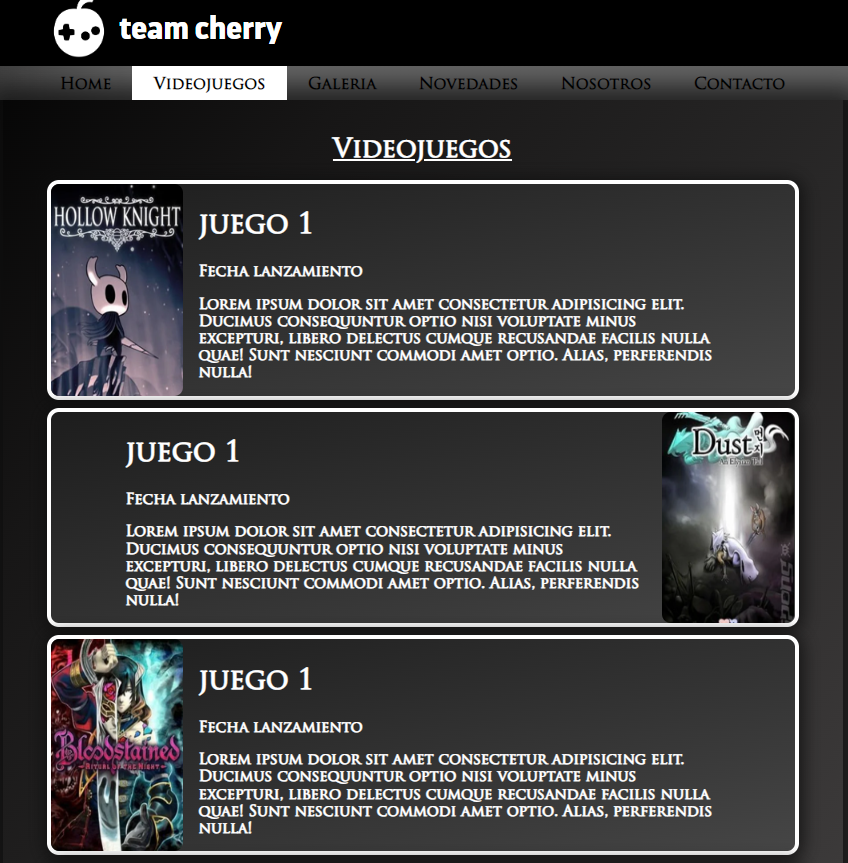 team cherry
Home Videojuegos Galeria Novedades Nosotros Contacto
Videojuegos
HOLLOW KNIGHT
juego 1
Fecha lanzamiento
Lorem ipsum dolor sit amet consectetur adipisicing elit.
Ducimus consequuntur optio nisi voluptate minus
excepturi, libero delectus cumque recusandae facilis nulla
quae! Sunt nesciunt commodi amet optio. Alias, perferendis
nulla!
juego 1
Fecha lanzamiento
Lorem ipsum dolor sit amet consectetur adipisicing elit.
Ducimus consequuntur optio nisi voluptate minus
excepturi, libero delectus cumque recusandae facilis nulla
quae! Sunt nesciunt commodi amet optio. Alias, perferendis
nulla!
Dust
An Elysian Tail
Bloodstained
Ritual of the Night
juego 1
Fecha lanzamiento
Lorem ipsum dolor sit amet consectetur adipisicing elit.
Ducimus consequuntur optio nisi voluptate minus
excepturi, libero delectus cumque recusandae facilis nulla
quae! Sunt nesciunt commodi amet optio. Alias, perferendis
nulla!